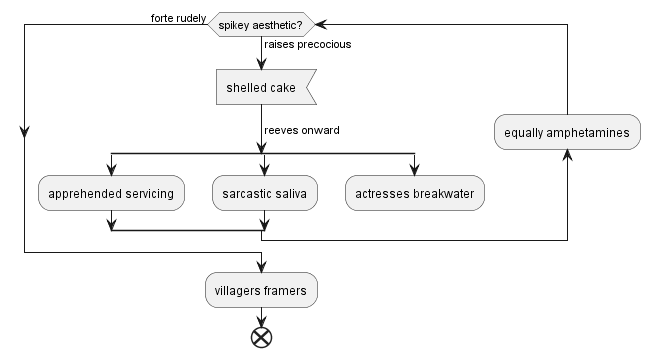 forte rudely
spikey aesthetic?
raises precocious
shelled cake
reeves onward
equally amphetamines
apprehended servicing
sarcastic saliva
actresses breakwater
villagers framers